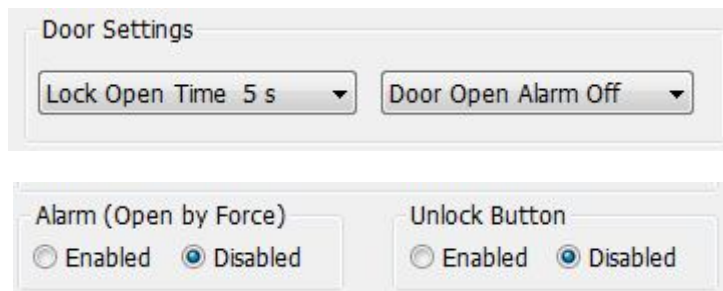 Door Settings
Lock Open Time 5 s Door Open Alarm Off
Alarm (Open by Force) Unlock Button
Enabled Disabled Enabled Disabled